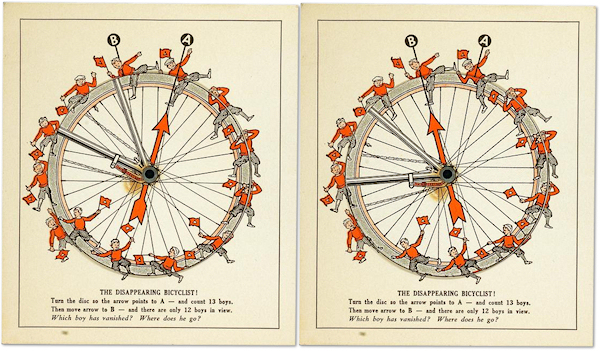 B A
THE DISAPPEARING BICYCLIST!
Turn the disc so the arrow points to A — and count 13 boys.
Then move arrow to B — and there are only 12 boys in view.
Which boy has vanished?  Where does he go?
B A
THE DISAPPEARING BICYCLIST!
Turn the disc so the arrow points to A — and count 13 boys.
Then move arrow to B — and there are only 12 boys in view.
Which boy has vanished?  Where does he go?